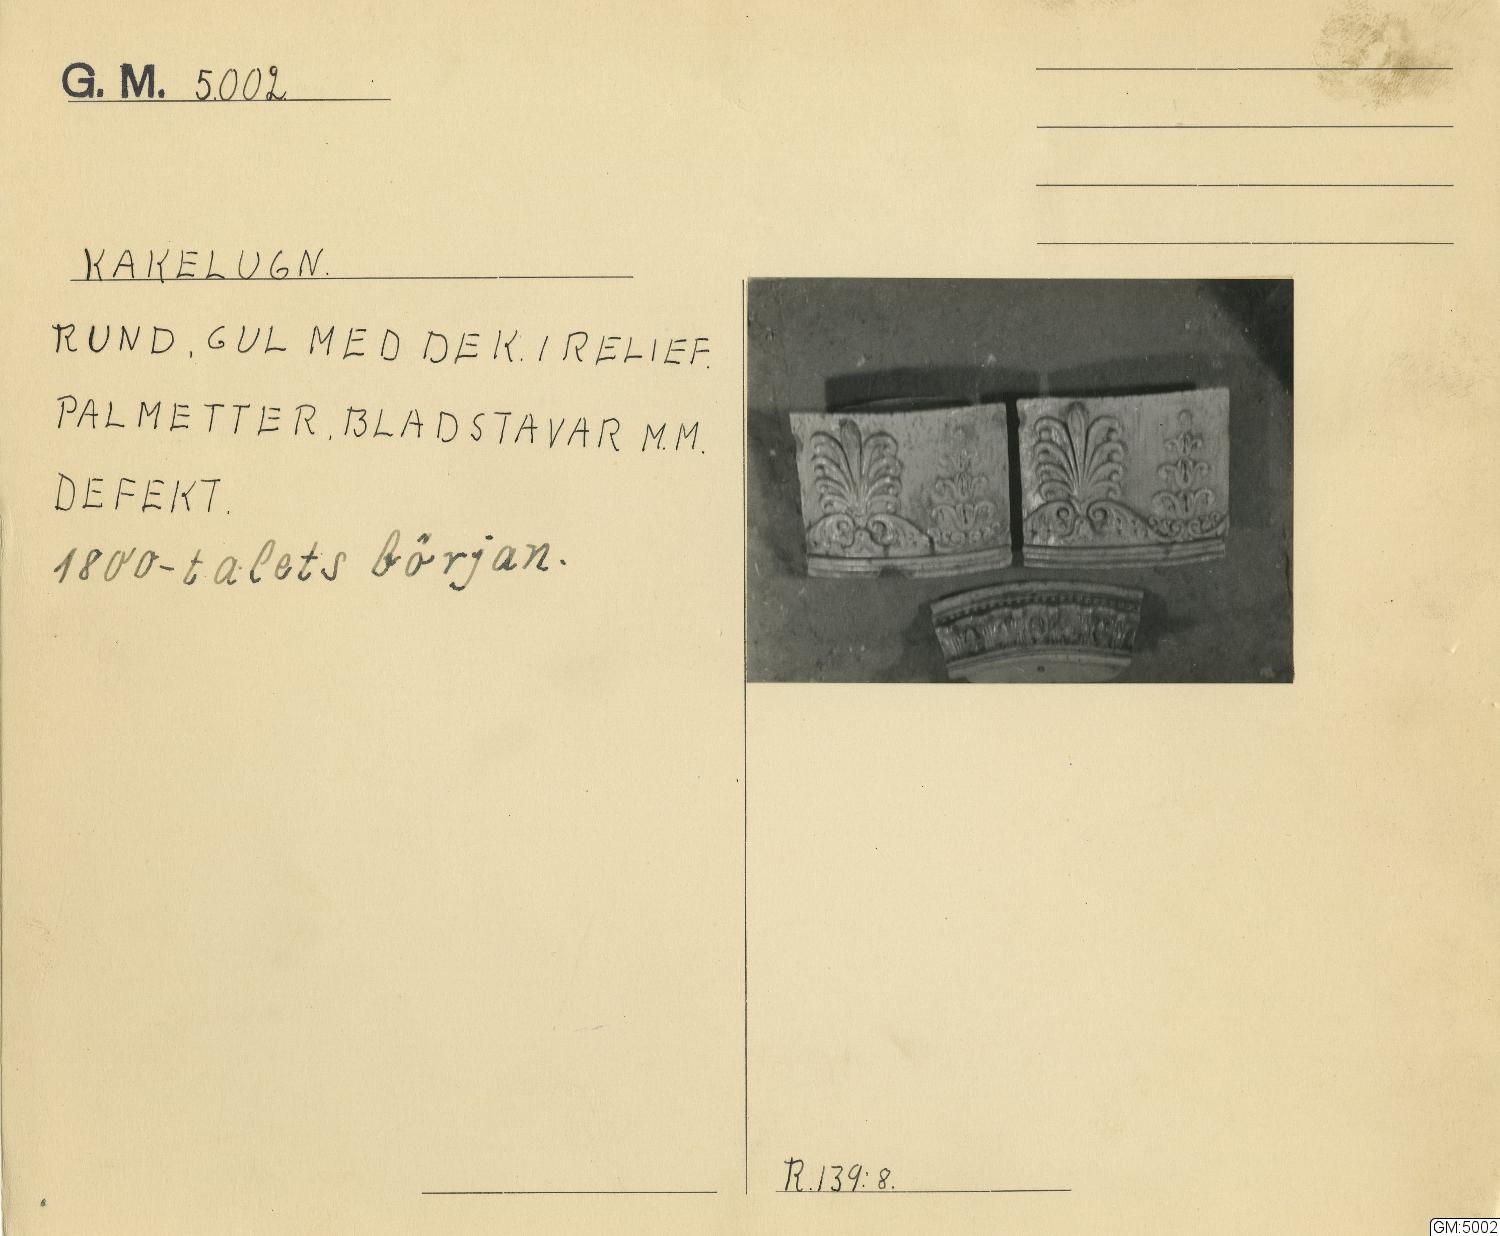 G. M. 5002
KAKELUGN.
RUND, GUL MED DEK. I RELIEF.
PALMETTER, BLADSTAVAR M.M.
DEFEKT.
1800-talets början.
R. 139:8.
GM:5002